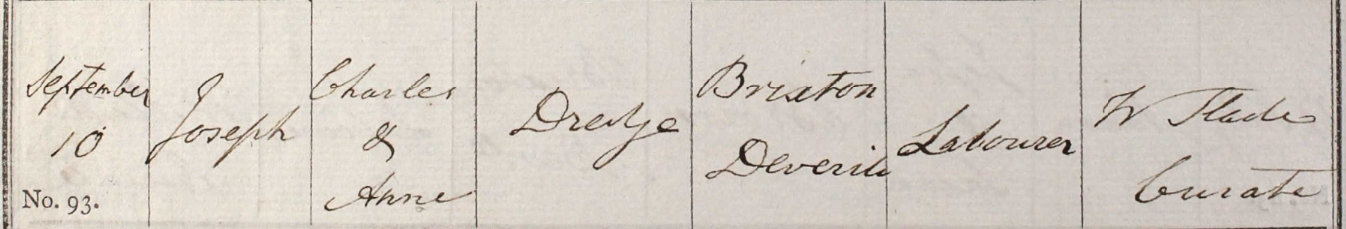 September
10
No. 93.
Joseph
Charles
&
Anne
Dredge
Brixton
Deverill
Labourer
W Slade
Curate